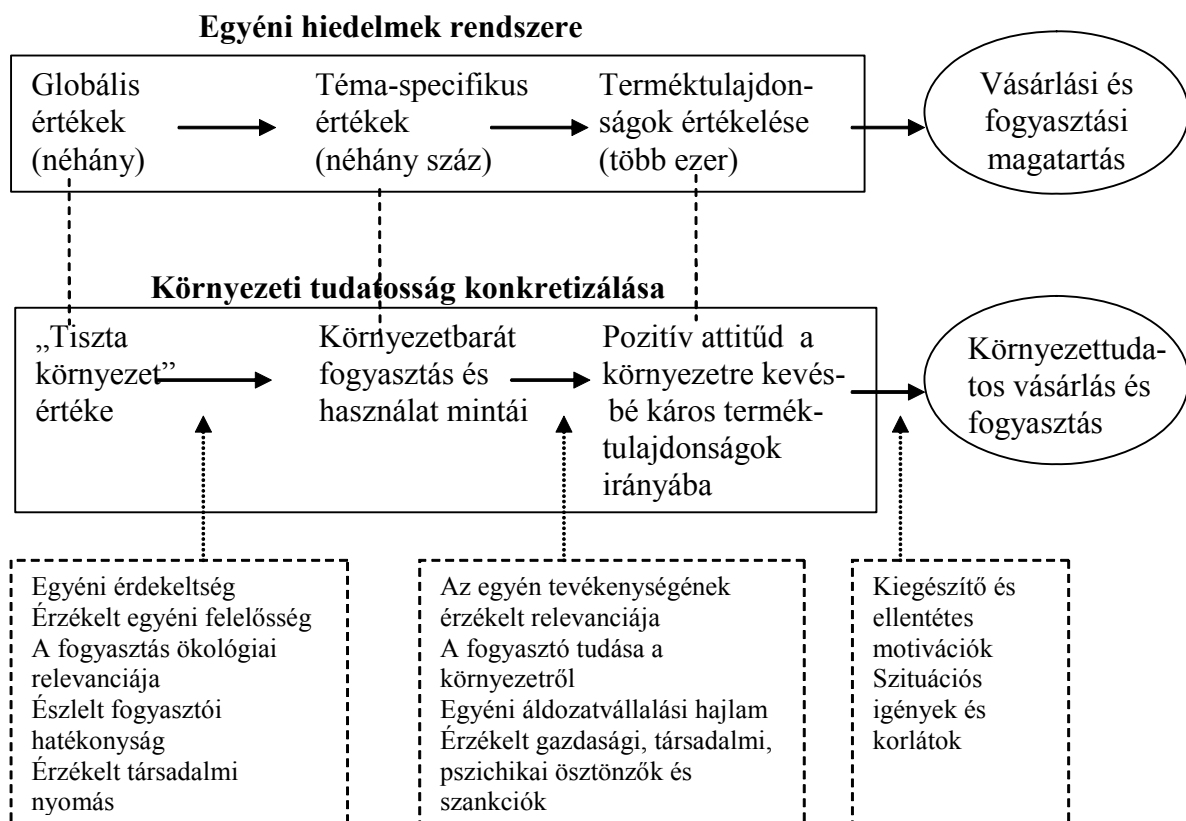 Egyéni hiedelmek rendszere
Globális
értékek
(néhány)
Téma-specifikus
értékek
(néhány száz)
Terméktulajdon-
ságok értékelése
(több ezer)
Vásárlási és
fogyasztási
magatartás
Környezeti tudatosság konkretizálása
„Tiszta
környezet”
értéke
Környezetbarát
fogyasztás és
használat mintái
Pozitív attitűd a
környezetre kevés-
bé káros termék-
tulajdonságok
irányába
Környezettuda-
tos vásárlás és
fogyasztás
Egyéni érdekeltség
Érzékelt egyéni felelősség
A fogyasztás ökológiai
relevanciája
Észlelt fogyasztói
hatékonyság
Érzékelt társadalmi
nyomás
Az egyén tevékenységének
érzékelt relevanciája
A fogyasztó tudása a
környezetről
Egyéni áldozatvállalási hajlam
Érzékelt gazdasági, társadalmi,
pszichikai ösztönzők és
szankciók
Kiegészítő és
ellentétes
motivációk
Szituációs
igények és
korlátok